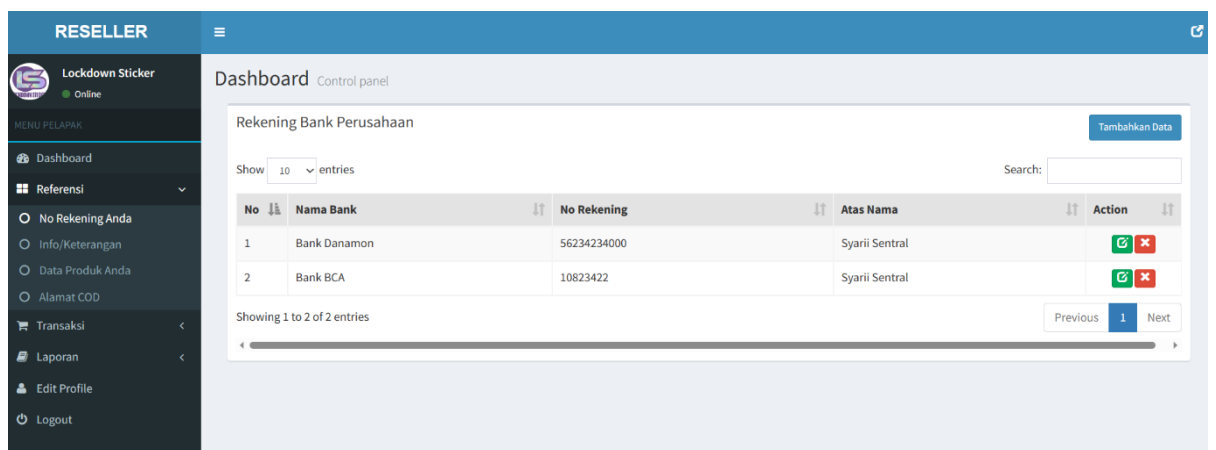 RESELLER
Lockdown Sticker
Online
MENU PELAPAK
Dashboard
Referensi
No Rekening Anda
Info/Keterangan
Data Produk Anda
Alamat COD
Transaksi
Laporan
Edit Profile
Logout
Dashboard Control panel
Rekening Bank Perusahaan
Tambahkan Data
Show 10 entries
Search:
No Nama Bank No Rekening Atas Nama Action
1 Bank Danamon 56234234000 Syarii Sentral
2 Bank BCA 10823422 Syarii Sentral
Showing 1 to 2 of 2 entries
Previous 1 Next